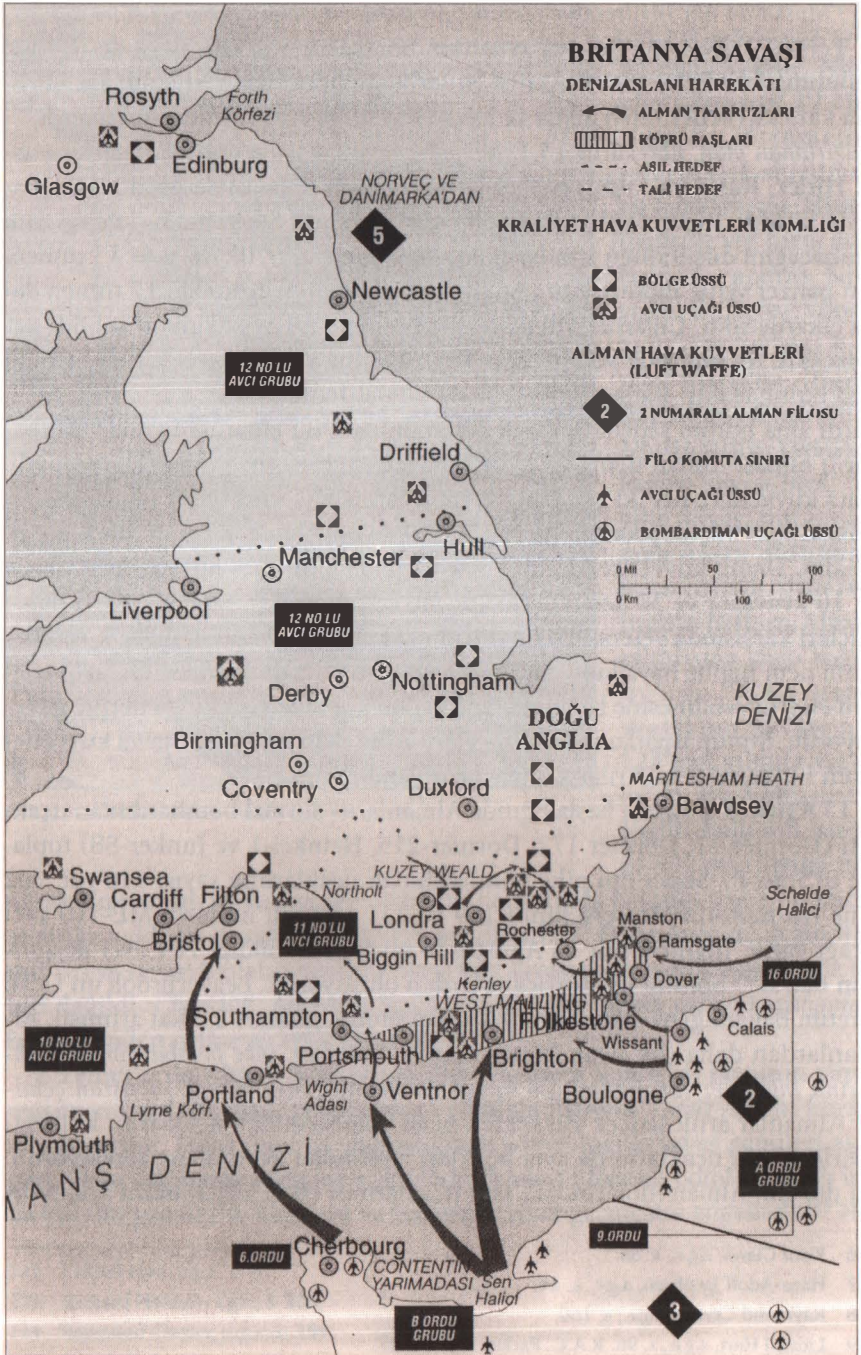 BRİTANYA SAVAŞI
DENİZASLANI HAREKÂTI
ALMAN TAARRUZLARI
KÖPRÜ BAŞLARI
ASIL HEDEF
TALİ HEDEF
KRALİYET HAVA KUVVETLERİ KOM.LIĞI
BÖLGE ÜSSÜ
AVCI UÇAĞI ÜSSÜ
ALMAN HAVA KUVVETLERİ
(LUFTWAFFE)
2
2 NUMARALI ALMAN FİLOSU
FİLO KOMUTA SINIRI
AVCI UÇAĞI ÜSSÜ
BOMBARDIMAN UÇAĞI ÜSSÜ
0 Mil 50 100
0 Km 100 150
Rosyth
Forth
Körfezi
Edinburg
Glasgow
NORVEÇ VE
DANİMARKA'DAN
5
Newcastle
12 NO LU
AVCI GRUBU
Driffield
Hull
Manchester
Liverpool
12 NO LU
AVCI GRUBU
Derby
Nottingham
KUZEY
DENİZİ
DOĞU
ANGLIA
Birmingham
Coventry
Duxford
MARTLESHAM HEATH
Bawdsey
KUZEY WEALD
Swansea
Cardiff
Filton
Northolt
Londra
Schelde
Halici
Bristol
11 NO'LU
AVCI GRUBU
Rochester
Manston
Ramsgate
Biggin Hill
Kenley
Dover
16.ORDU
WEST MALLING
Southampton
Folkestone
Wissant
Calais
10 NO'LU
AVCI GRUBU
Portsmouth
Brighton
Portland
Wight
Adası
Ventnor
Boulogne
2
Lyme Körf.
Plymouth
MANŞ DENİZİ
A ORDU
GRUBU
9.ORDU
6.ORDU
Cherbourg
CONTENTIN
YARIMADASI
Sen
Halici
B ORDU
GRUBU
3